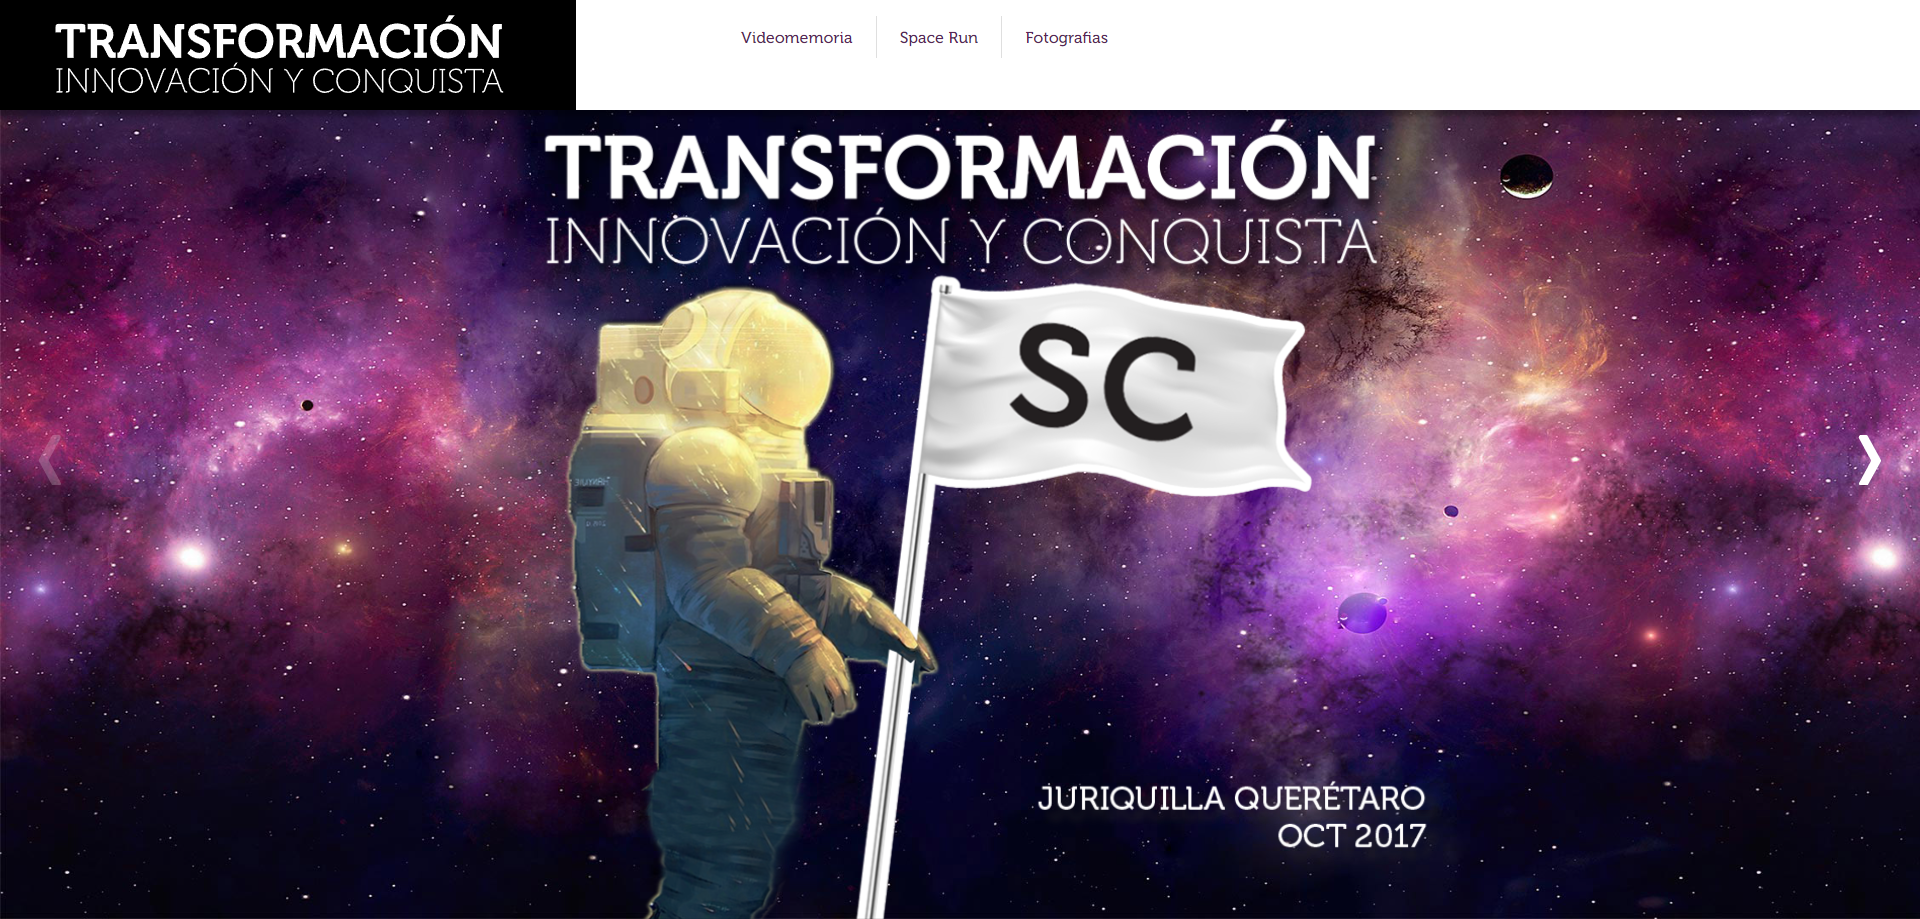 TRANSFORMACIÓN
INNOVACIÓN Y CONQUISTA
Videomemoria
Space Run
Fotografias
TRANSFORMACIÓN
INNOVACIÓN Y CONQUISTA
SC
JURIQUILLA QUERÉTARO
OCT 2017